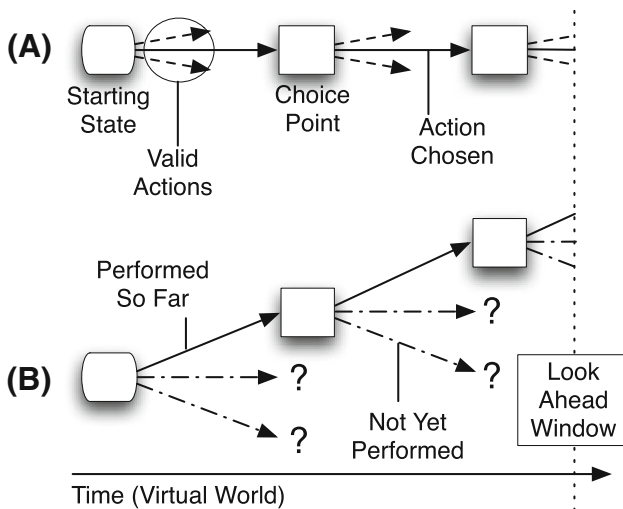 (A)
Starting
State
Valid
Actions
Choice
Point
Action
Chosen
Performed
So Far
(B)
?
?
?
?
Not Yet
Performed
Look
Ahead
Window
Time (Virtual World)